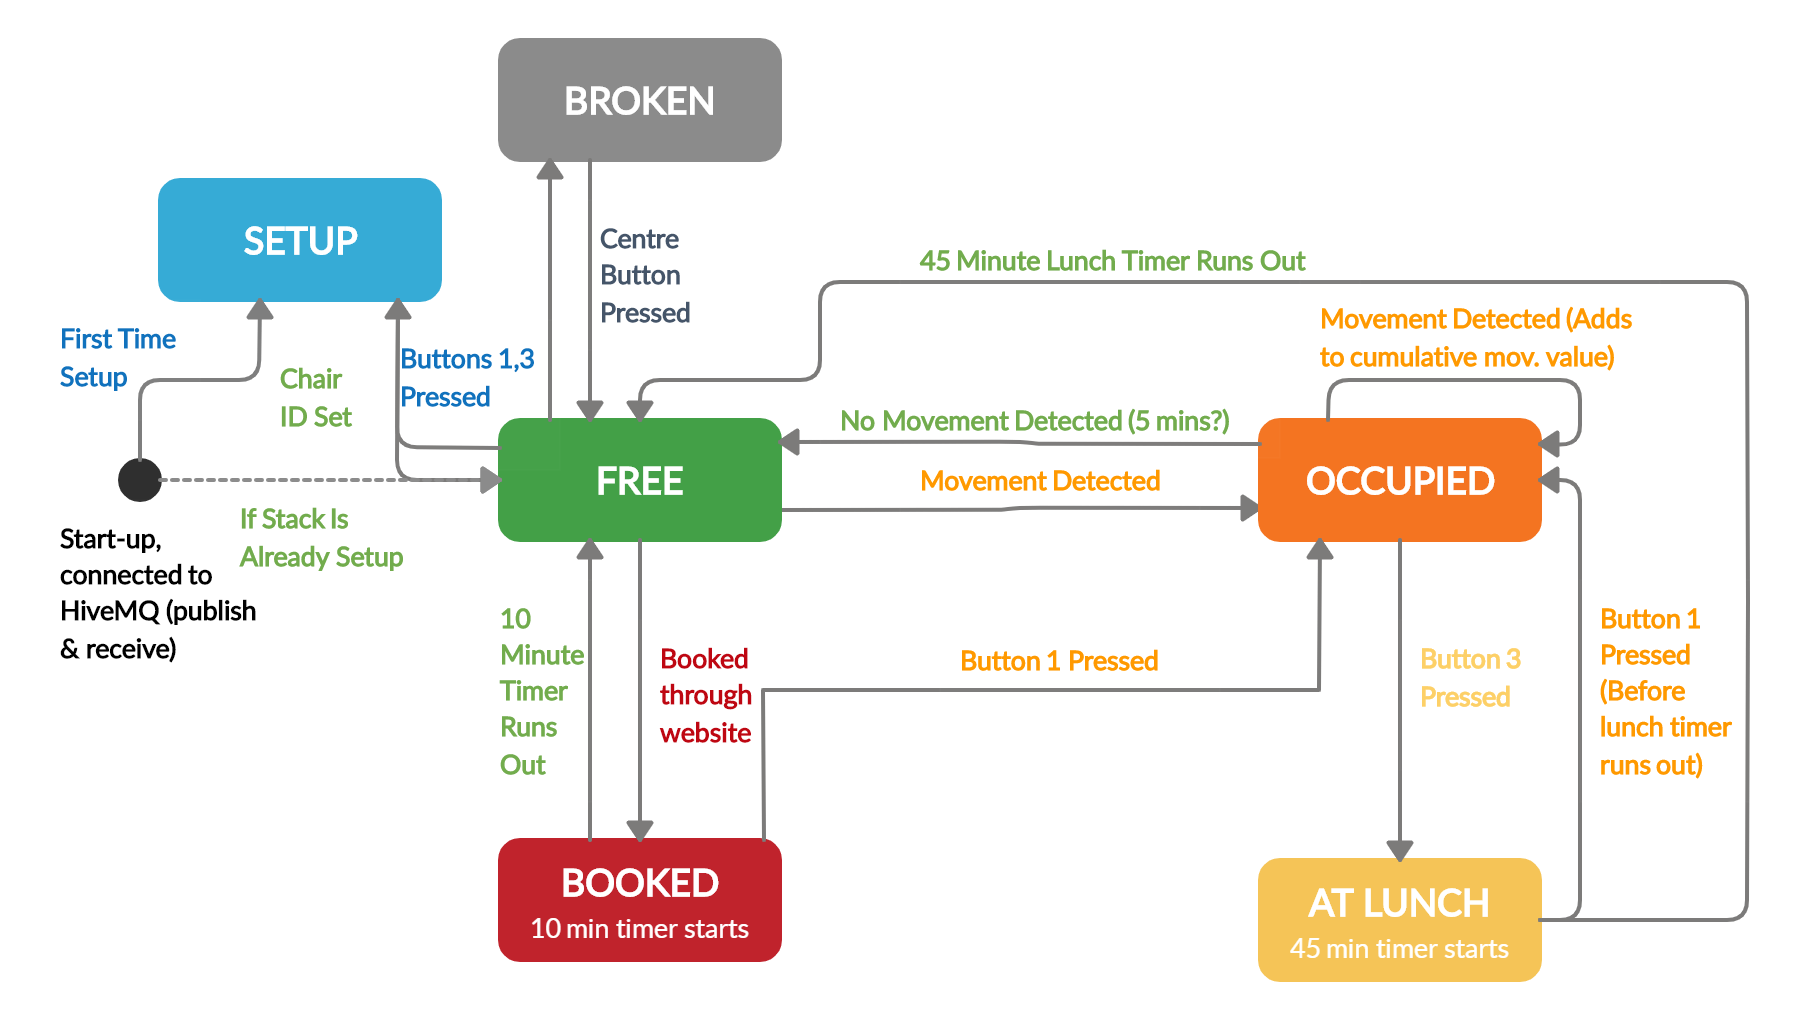 BROKEN
SETUP
Centre
Button
Pressed
45 Minute Lunch Timer Runs Out
First Time
Setup
Chair
ID Set
Buttons 1,3
Pressed
Movement Detected (Adds
to cumulative mov. value)
No Movement Detected (5 mins?)
FREE
Movement Detected
OCCUPIED
If Stack Is
Already Setup
Start-up,
connected to
HiveMQ (publish
& receive)
10
Minute
Timer
Runs
Out
Booked
through
website
Button 1 Pressed
Button 3
Pressed
Button 1
Pressed
(Before
lunch timer
runs out)
BOOKED
10 min timer starts
AT LUNCH
45 min timer starts